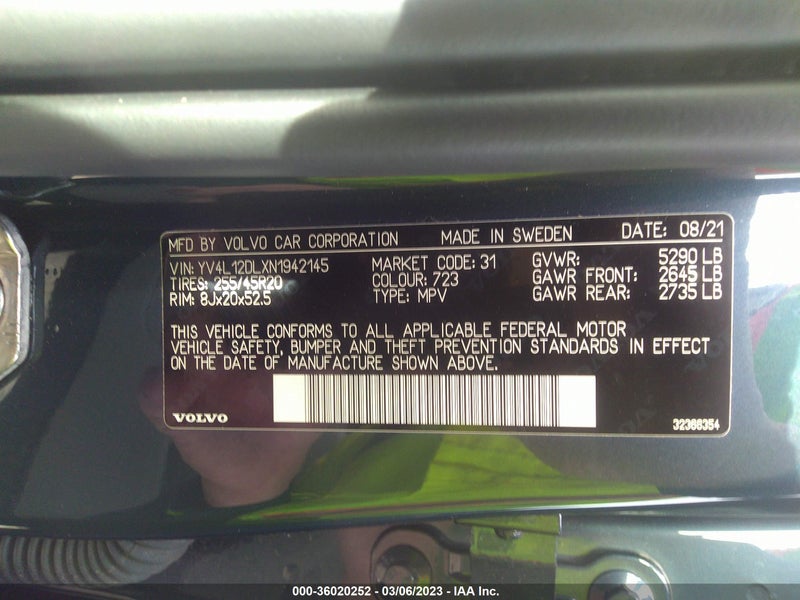 MFD BY VOLVO CAR CORPORATION MADE IN SWEDEN DATE: 08/21
VIN: YV4L12DLXN1942145 MARKET CODE: 31 GVWR: 5290 LB
TIRES: 255/45R20 COLOUR: 723 GAWR FRONT: 2645 LB
RIM: 8Jx20x52.5 TYPE: MPV GAWR REAR: 2735 LB
THIS VEHICLE CONFORMS TO ALL APPLICABLE FEDERAL MOTOR
VEHICLE SAFETY, BUMPER AND THEFT PREVENTION STANDARDS IN EFFECT
ON THE DATE OF MANUFACTURE SHOWN ABOVE.
VOLVO 32366354
000-36020252 - 03/06/2023 - IAA Inc.